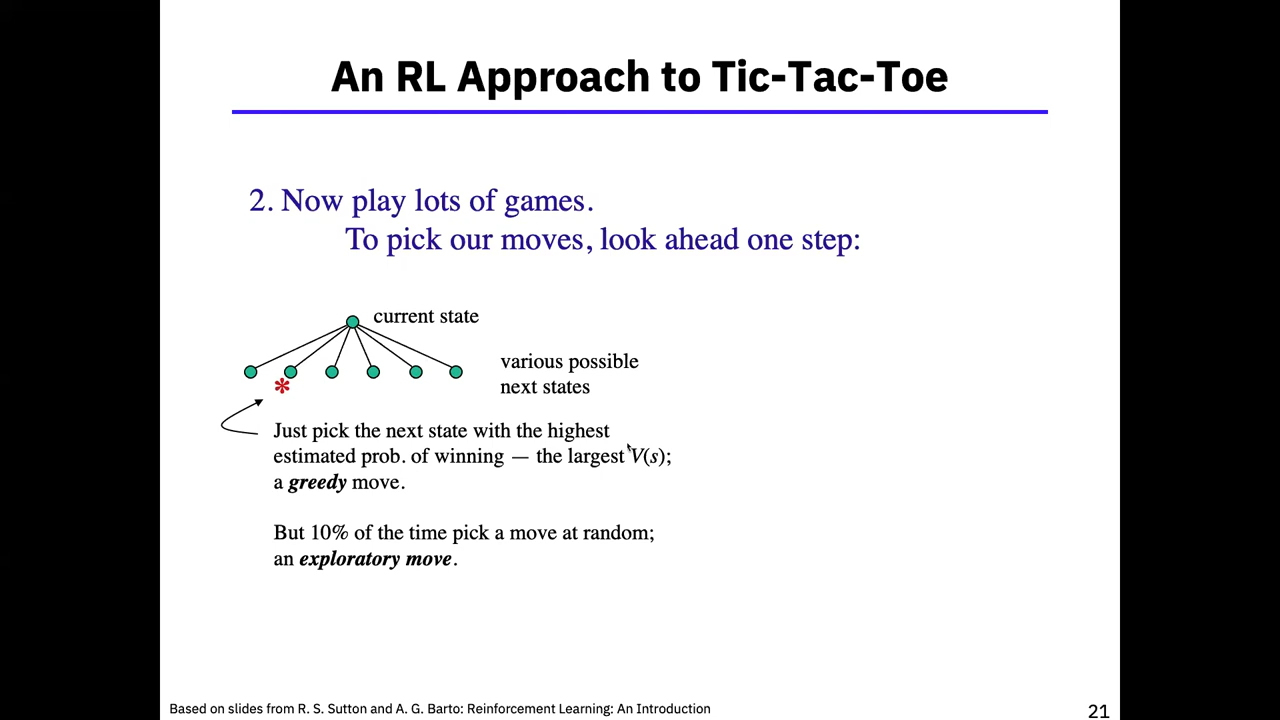 An RL Approach to Tic-Tac-Toe
2. Now play lots of games.
To pick our moves, look ahead one step:
current state
various possible
next states
*
Just pick the next state with the highest
estimated prob. of winning — the largest V(s);
a greedy move.
But 10% of the time pick a move at random;
an exploratory move.
Based on slides from R. S. Sutton and A. G. Barto: Reinforcement Learning: An Introduction
21